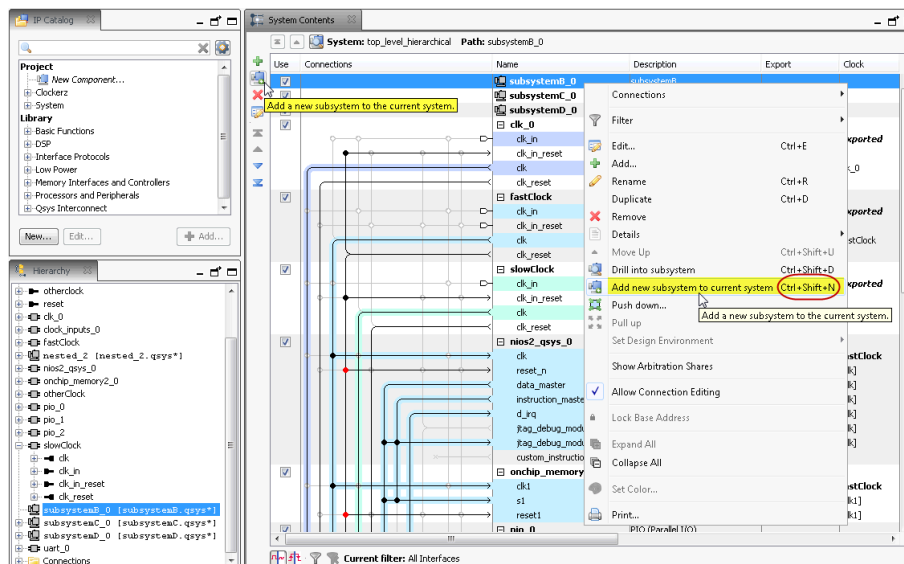 IP Catalog
Project
New Component...
Clockerz
System
Library
Basic Functions
DSP
Interface Protocols
Low Power
Memory Interfaces and Controllers
Processors and Peripherals
Qsys Interconnect
New... Edit... Add...
Hierarchy
otherclock
reset
clk_0
clock_inputs_0
fastClock
nested_2 [nested_2.qsys*]
nios2_qsys_0
onchip_memory2_0
otherClock
pio_0
pio_1
pio_2
slowClock
clk
clk_in
clk_in_reset
clk_reset
subsystemB_0 [subsystemB.qsys*]
subsystemC_0 [subsystemC.qsys*]
subsystemD_0 [subsystemD.qsys*]
uart_0
Connections
System Contents
System: top_level_hierarchical Path: subsystemB_0
Use Connections Name Description Export Clock
subsystemB_0 subsystemB
subsystemC_0
Add a new subsystem to the current system.
subsystemD_0
clk_0
clk_in
clk_in_reset
clk
clk_reset
fastClock
clk_in
clk_in_reset
clk
clk_reset
slowClock
clk_in
clk_in_reset
clk
clk_reset
nios2_qsys_0
clk
reset_n
data_master
instruction_maste
d_irq
jtag_debug_modu
jtag_debug_modu
custom_instructio
onchip_memory
clk1
s1
reset1
pio_0 PIO (Parallel I/O)
Connections
Filter
Edit... Ctrl+E
Add...
Rename Ctrl+R
Duplicate Ctrl+D
Remove
Details
Move Up Ctrl+Shift+U
Drill into subsystem Ctrl+Shift+D
Add new subsystem to current system Ctrl+Shift+N
Push down...
Add a new subsystem to the current system.
Pull up
Set Design Environment
Show Arbitration Shares
Allow Connection Editing
Lock Base Address
Expand All
Collapse All
Set Color...
Print...
xported
k_0
xported
stClock
xported
astClock
lk]
lk]
lk]
lk]
lk]
astClock
k1]
k1]
Current filter: All Interfaces